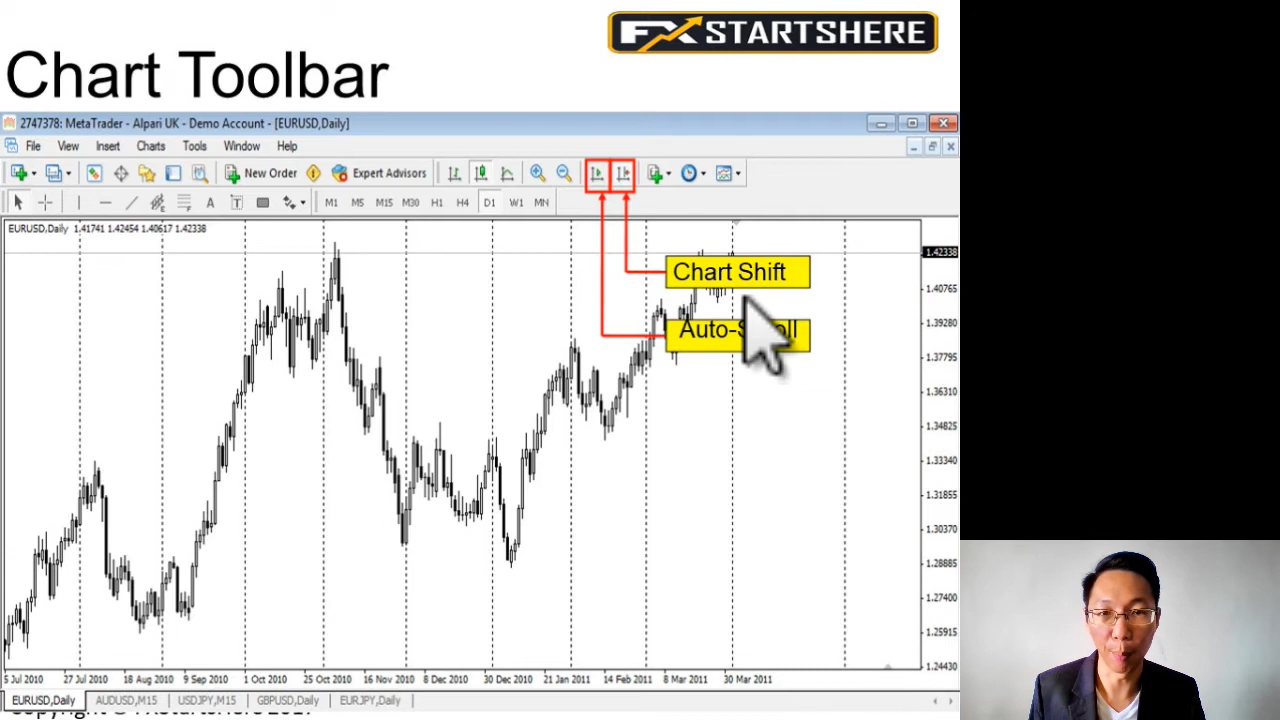 FXSTARTSHERE
Chart Toolbar
2747378: MetaTrader - Alpari UK - Demo Account - [EURUSD,Daily]
File View Insert Charts Tools Window Help
New Order Expert Advisors
A T M1 M5 M15 M30 H1 H4 D1 W1 MN
EURUSD,Daily 1.41741 1.42454 1.40617 1.42338
1.42338
Chart Shift
1.40765
1.39280
Auto-Scroll
1.37795
1.36310
1.34825
1.33340
1.31855
1.30370
1.28885
1.27400
1.25915
1.24430
5 Jul 2010 27 Jul 2010 18 Aug 2010 9 Sep 2010 1 Oct 2010 25 Oct 2010 16 Nov 2010 8 Dec 2010 30 Dec 2010 21 Jan 2011 14 Feb 2011 8 Mar 2011 30 Mar 2011
EURUSD,Daily AUDUSD,M15 USDJPY,M15 GBPUSD,Daily EURJPY,Daily
Copyright © FXStartsHere 2017